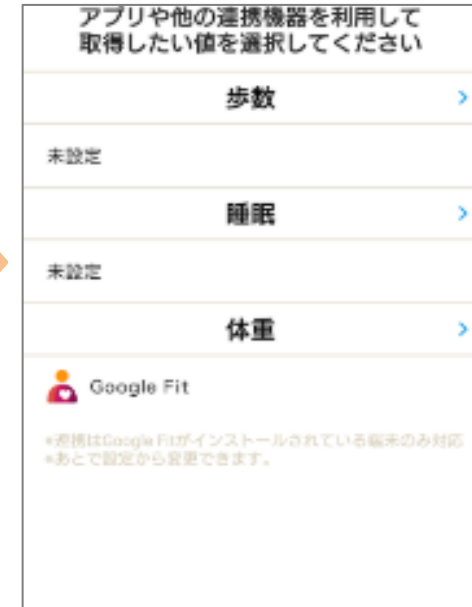 アプリや他の連携機器を利用して
取得したい値を選択してください
歩数
未設定
睡眠
未設定
体重
Google Fit
※連携はGoogle Fitがインストールされている端末のみ対応
※あとで設定から変更できます。